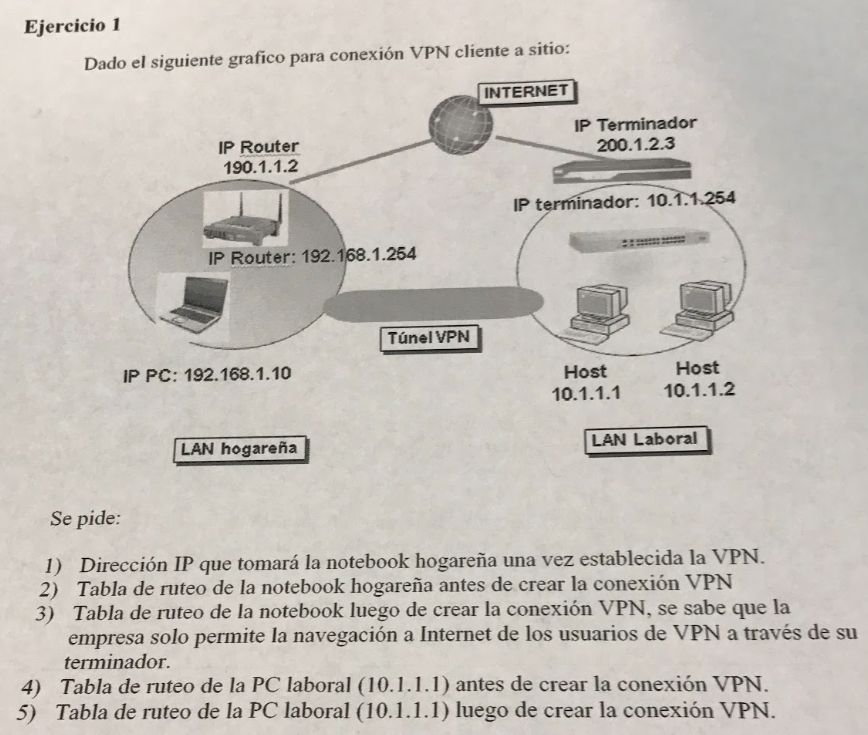 Ejercicio 1
Dado el siguiente grafico para conexión VPN cliente a sitio:
INTERNET
IP Terminador
200.1.2.3
IP Router
190.1.1.2
IP terminador: 10.1.1.254
IP Router: 192.168.1.254
Túnel VPN
IP PC: 192.168.1.10
Host
10.1.1.1
Host
10.1.1.2
LAN hogareña
LAN Laboral
Se pide:
1) Dirección IP que tomará la notebook hogareña una vez establecida la VPN.
2) Tabla de ruteo de la notebook hogareña antes de crear la conexión VPN
3) Tabla de ruteo de la notebook luego de crear la conexión VPN, se sabe que la
empresa solo permite la navegación a Internet de los usuarios de VPN a través de su
terminador.
4) Tabla de ruteo de la PC laboral (10.1.1.1) antes de crear la conexión VPN.
5) Tabla de ruteo de la PC laboral (10.1.1.1) luego de crear la conexión VPN.